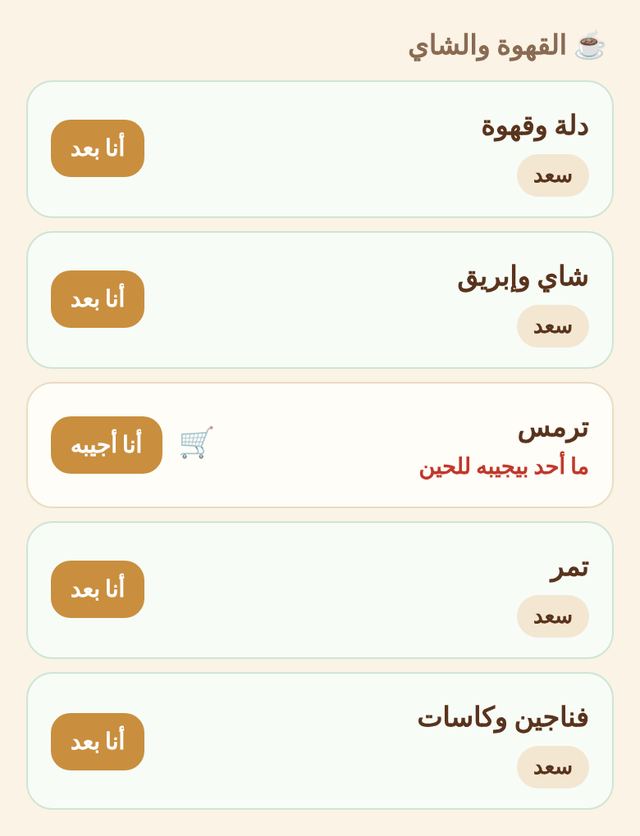 القهوة والشاي
دلة وقهوة
أنا بعد
سعد
شاي وإبريق
أنا بعد
سعد
ترمس
أنا أجيبه
ما أحد بيجيبه للحين
تمر
أنا بعد
سعد
فناجين وكاسات
أنا بعد
سعد